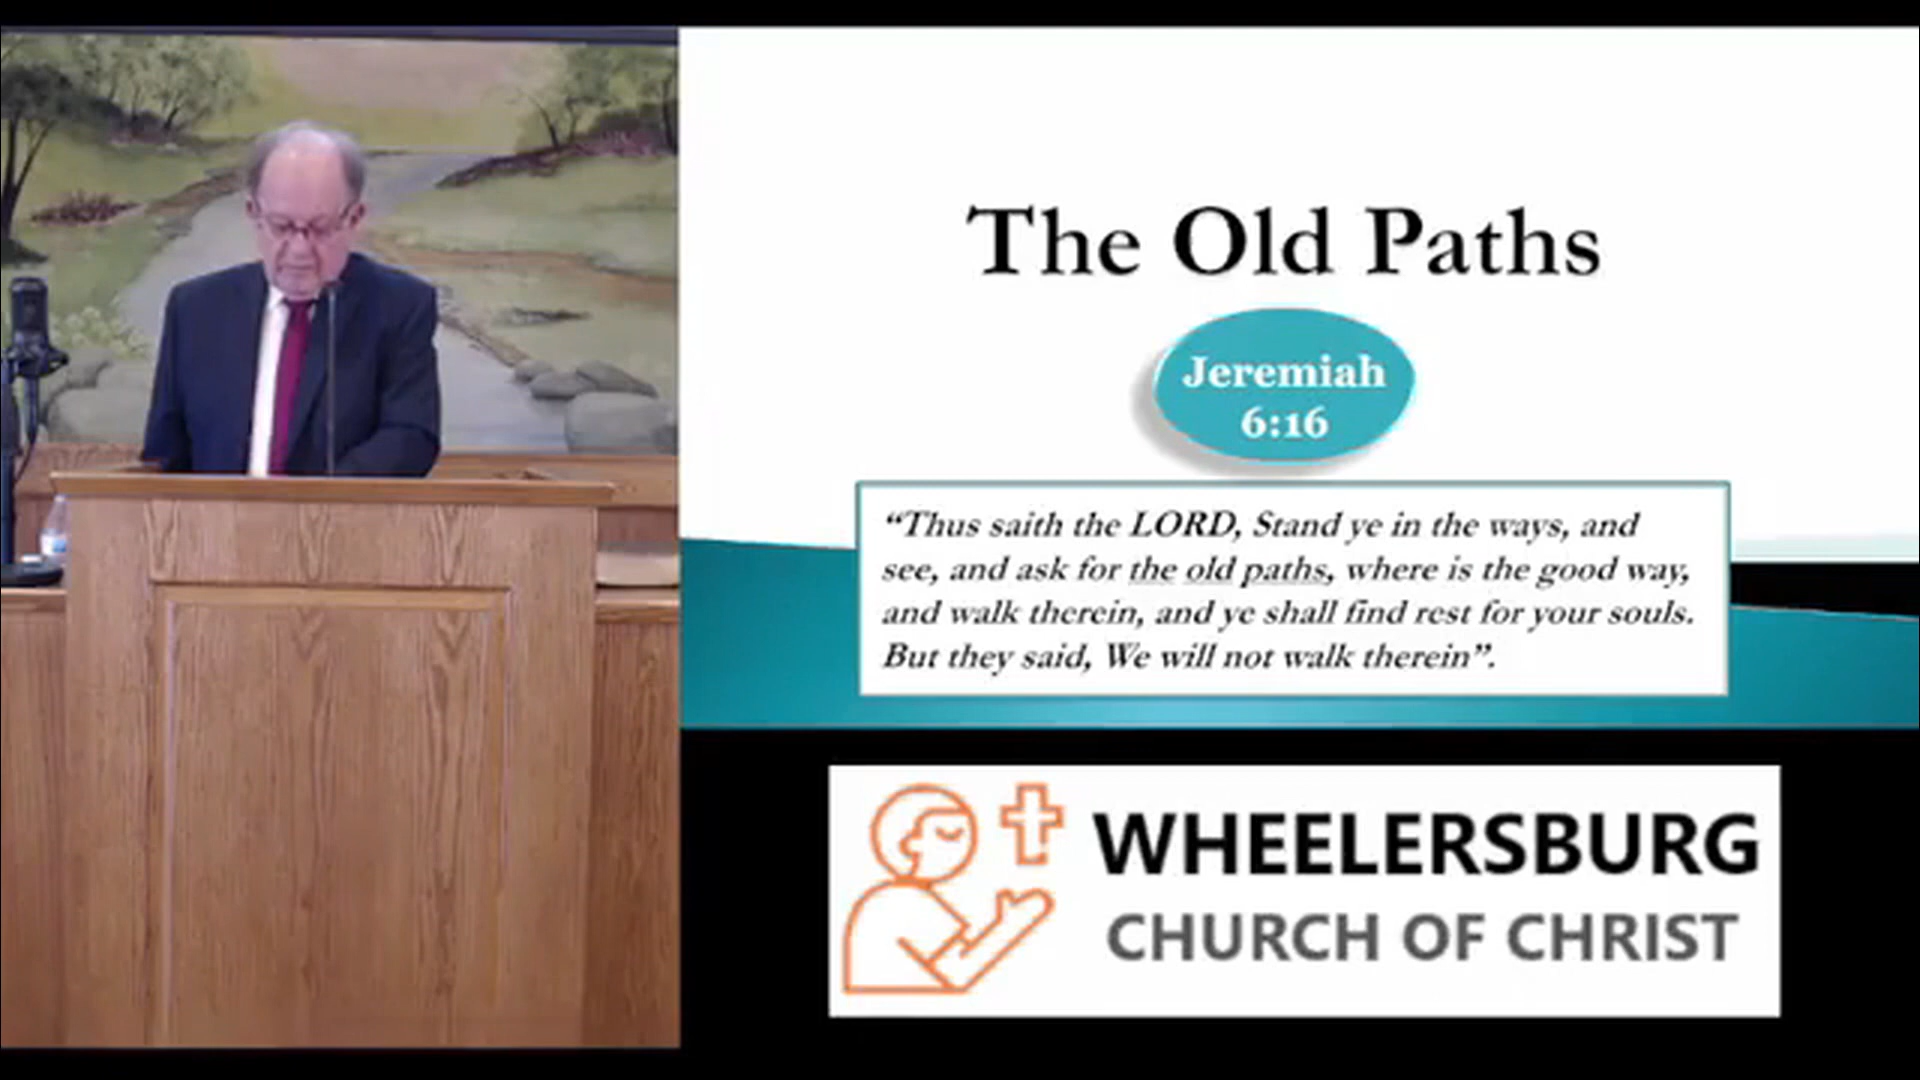 The Old Paths
Jeremiah
6:16
“Thus saith the LORD, Stand ye in the ways, and
see, and ask for the old paths, where is the good way,
and walk therein, and ye shall find rest for your souls.
But they said, We will not walk therein”.
WHEELERSBURG
CHURCH OF CHRIST